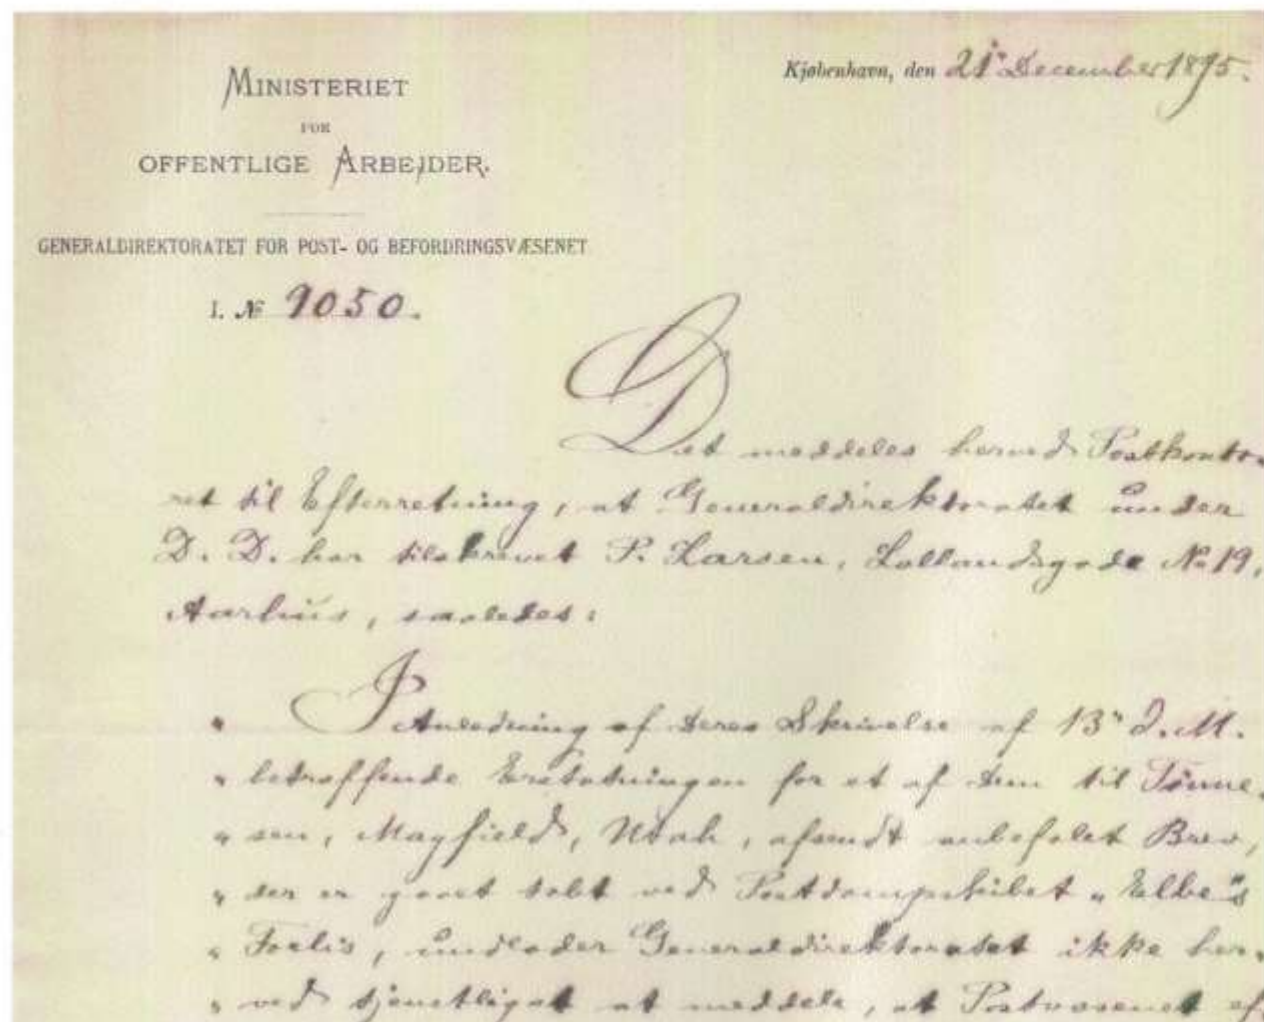 MINISTERIET
FOR
OFFENTLIGE ARBEJDER.
GENERALDIREKTORATET FOR POST- OG BEFORDRINGSVÆSENET
I. № 9050.
Kjøbenhavn, den 21' December 1895.
Det meddeles herved Postkonto-
ret til Efterretning, at Generaldirektoratet under
D. D. har tilskrevet P. Larsen, Lollandsgade No 19,
Aarhus, saaledes:
" I Anledning af Deres Skrivelse af 13" d. M.
" betræffende Erstatningen for et af Dem til Tønne-
" sen, Mayfield, Utah, afsendt anbefalet Brev,
" der er gaaet tabt ved Postdampskibet "Elbe"s
" Forlis, undlader Generaldirektoratet ikke her-
" ved tjenstligst at meddele, at Postvæsenet ef-